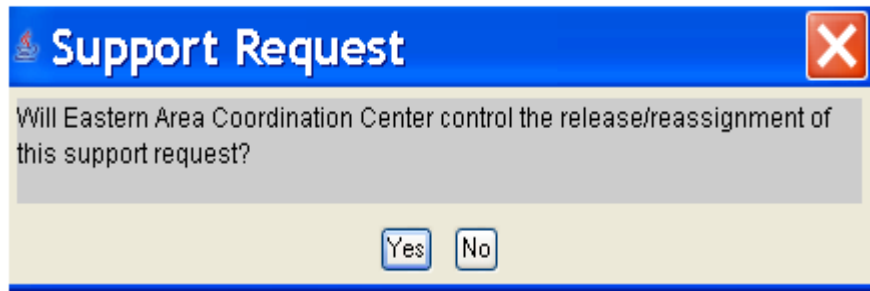 Support Request
Will Eastern Area Coordination Center control the release/reassignment of
this support request?
Yes No